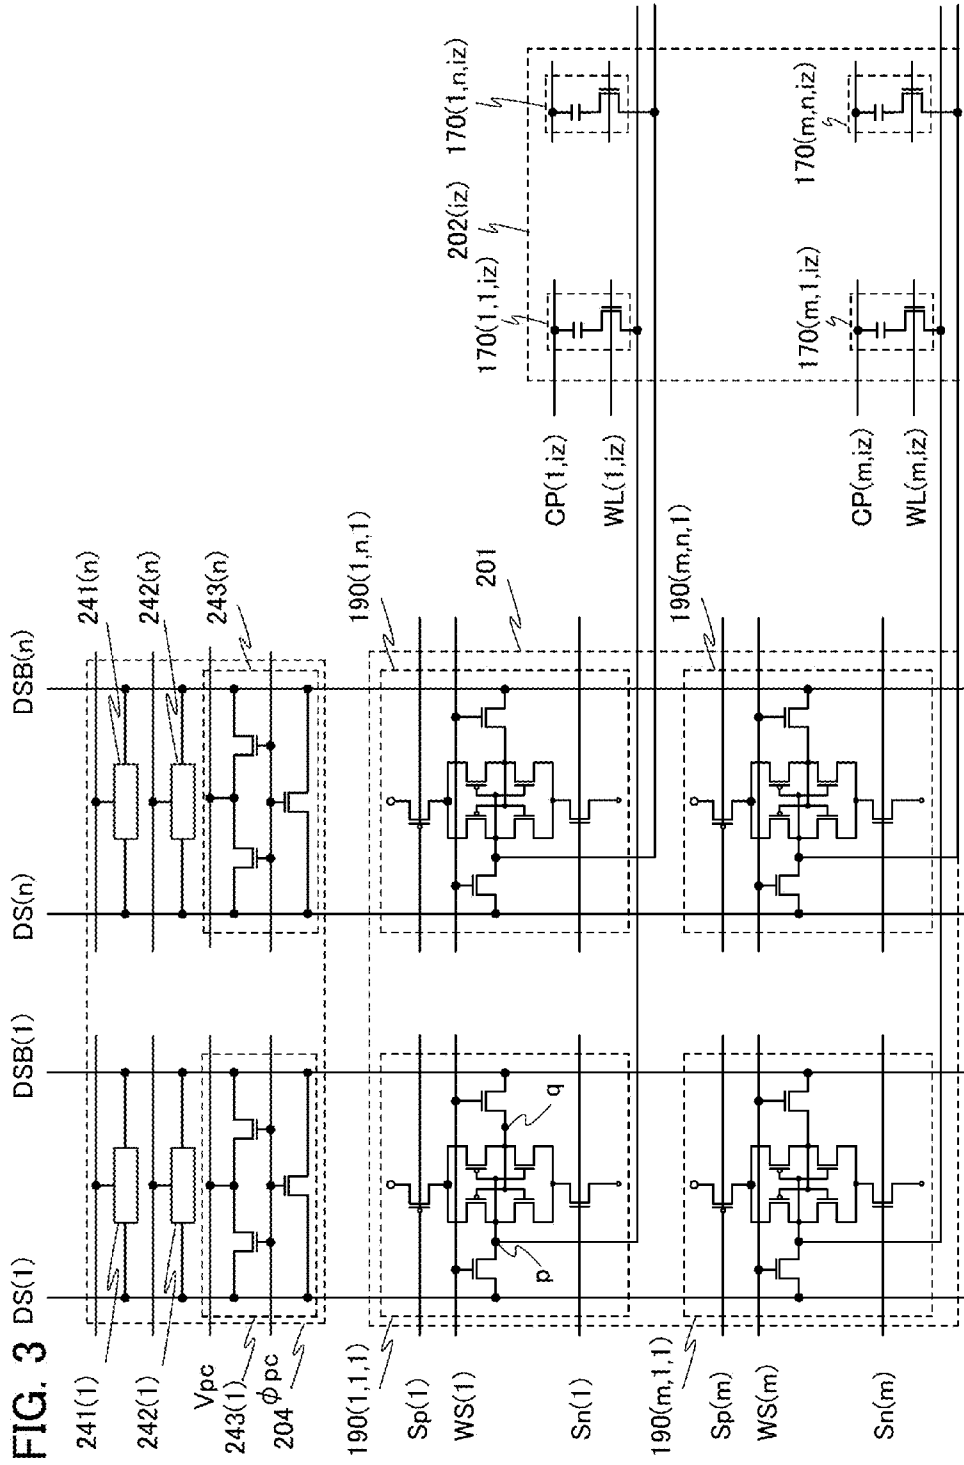 FIG. 3
DS(1)
DSB(1)
DS(n)
DSB(n)
241(1)
242(1)
Vpc
243(1)
ϕpc
204
241(n)
242(n)
243(n)
190(1,1,1)
Sp(1)
WS(1)
Sn(1)
p
q
190(1,n,1)
201
190(m,1,1)
Sp(m)
WS(m)
Sn(m)
190(m,n,1)
CP(1,iz)
WL(1,iz)
170(1,1,iz)
202(iz)
170(1,n,iz)
CP(m,iz)
WL(m,iz)
170(m,1,iz)
170(m,n,iz)